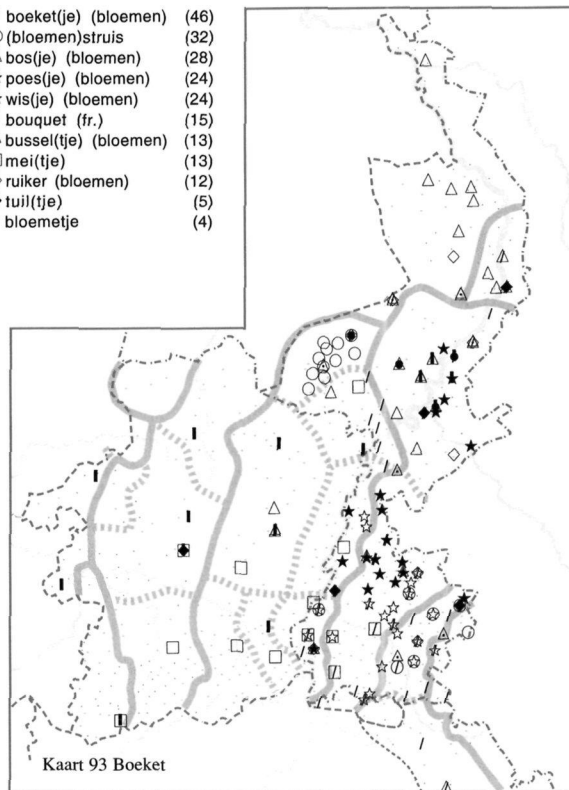 boeket(je) (bloemen) (46)
(bloemen)struis (32)
bos(je) (bloemen) (28)
poes(je) (bloemen) (24)
wis(je) (bloemen) (24)
bouquet (fr.) (15)
bussel(tje) (bloemen) (13)
mei(tje) (13)
ruiker (bloemen) (12)
tuil(tje) (5)
bloemetje (4)
Kaart 93 Boeket